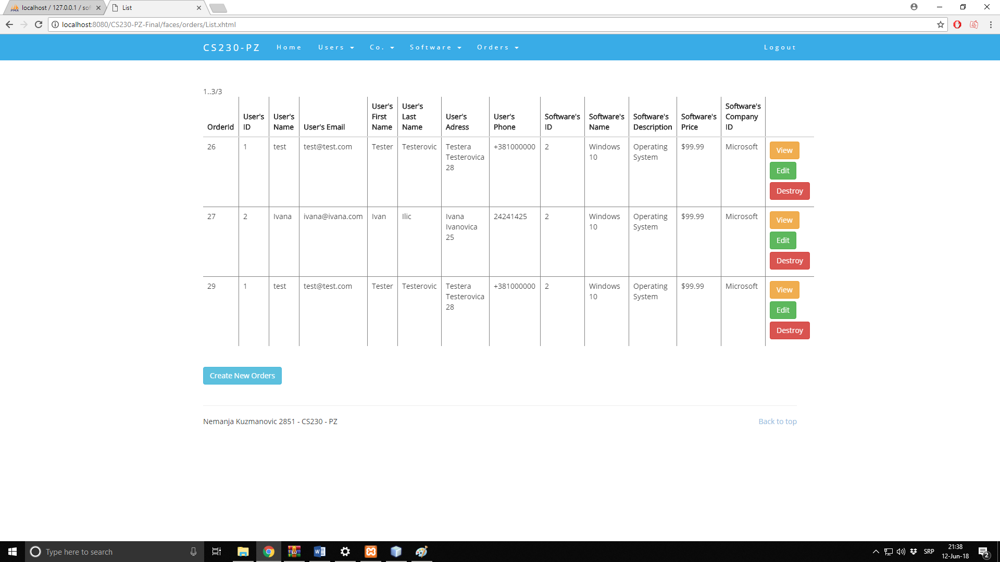 localhost / 127.0.0.1 / sof
List
localhost:8080/CS230-PZ-Final/faces/orders/List.xhtml
CS230-PZ Home Users Co. Software Orders Logout
1..3/3
OrderId User's ID User's Name User's Email User's First Name User's Last Name User's Adress User's Phone Software's ID Software's Name Software's Description Software's Price Software's Company ID
26 1 test test@test.com Tester Testerovic Testera Testerovica 28 +381000000 2 Windows 10 Operating System $99.99 Microsoft
View
Edit
Destroy
27 2 Ivana ivana@ivana.com Ivan Ilic Ivana Ivanovica 25 24241425 2 Windows 10 Operating System $99.99 Microsoft
View
Edit
Destroy
29 1 test test@test.com Tester Testerovic Testera Testerovica 28 +381000000 2 Windows 10 Operating System $99.99 Microsoft
View
Edit
Destroy
Create New Orders
Nemanja Kuzmanovic 2851 - CS230 - PZ Back to top
Type here to search
SRP
21:38
12-Jun-18
2